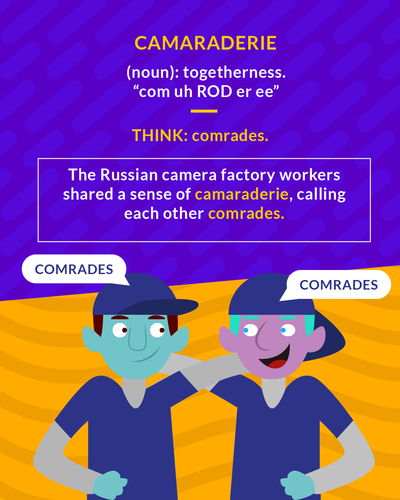 CAMARADERIE
(noun): togetherness.
“com uh ROD er ee”
THINK: comrades.
The Russian camera factory workers
shared a sense of camaraderie, calling
each other comrades.
COMRADES
COMRADES